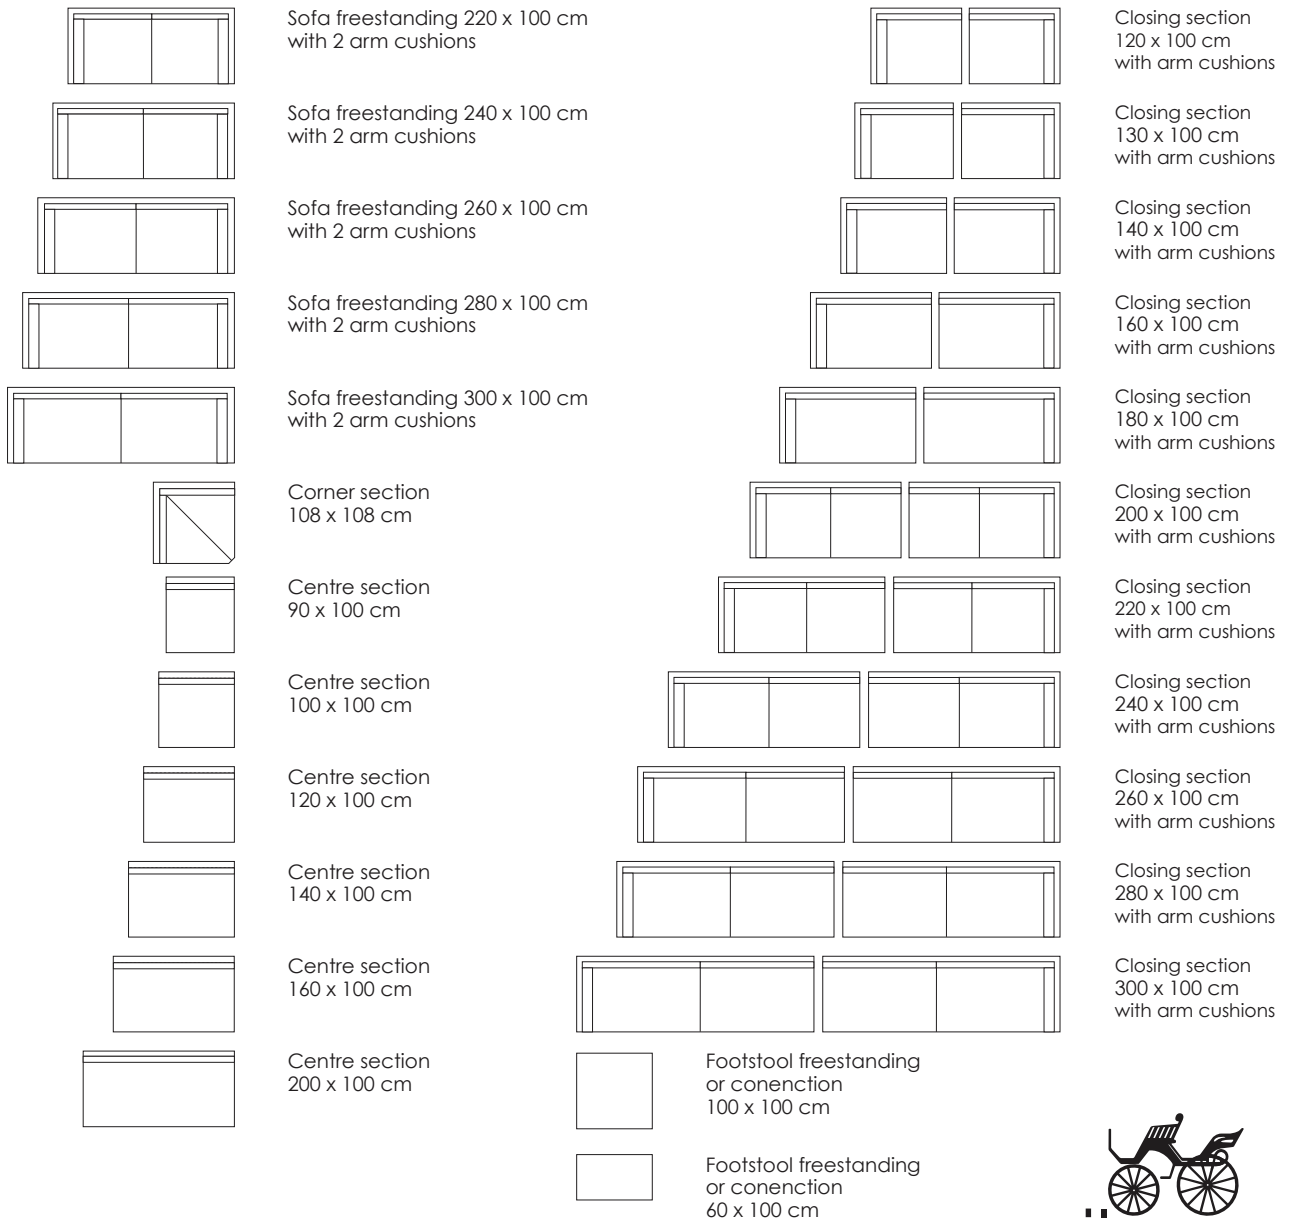 Sofa freestanding 220 x 100 cm
with 2 arm cushions
Sofa freestanding 240 x 100 cm
with 2 arm cushions
Sofa freestanding 260 x 100 cm
with 2 arm cushions
Sofa freestanding 280 x 100 cm
with 2 arm cushions
Sofa freestanding 300 x 100 cm
with 2 arm cushions
Corner section
108 x 108 cm
Centre section
90 x 100 cm
Centre section
100 x 100 cm
Centre section
120 x 100 cm
Centre section
140 x 100 cm
Centre section
160 x 100 cm
Centre section
200 x 100 cm
Closing section
120 x 100 cm
with arm cushions
Closing section
130 x 100 cm
with arm cushions
Closing section
140 x 100 cm
with arm cushions
Closing section
160 x 100 cm
with arm cushions
Closing section
180 x 100 cm
with arm cushions
Closing section
200 x 100 cm
with arm cushions
Closing section
220 x 100 cm
with arm cushions
Closing section
240 x 100 cm
with arm cushions
Closing section
260 x 100 cm
with arm cushions
Closing section
280 x 100 cm
with arm cushions
Closing section
300 x 100 cm
with arm cushions
Footstool freestanding
or conenction
100 x 100 cm
Footstool freestanding
or conenction
60 x 100 cm